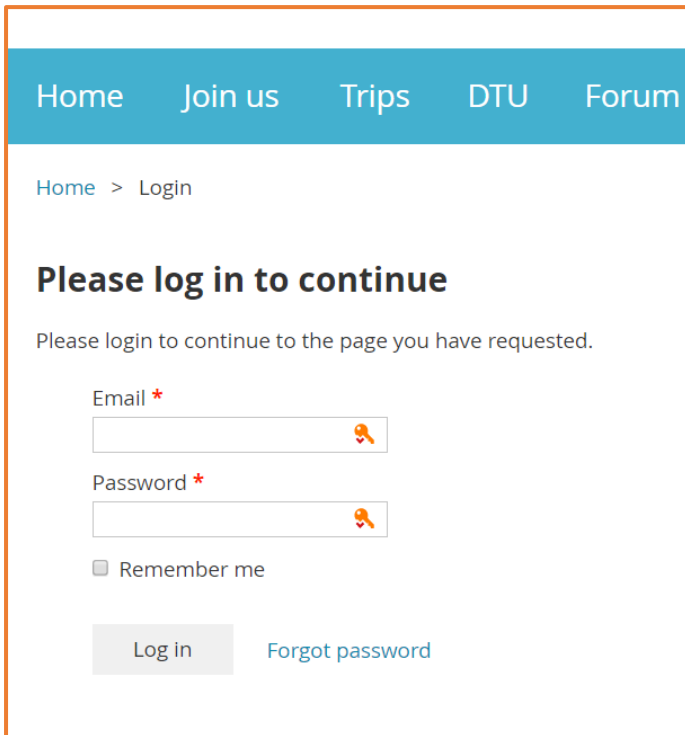 Home Join us Trips DTU Forum
Home > Login
Please log in to continue
Please login to continue to the page you have requested.
Email *
Password *
Remember me
Log in Forgot password